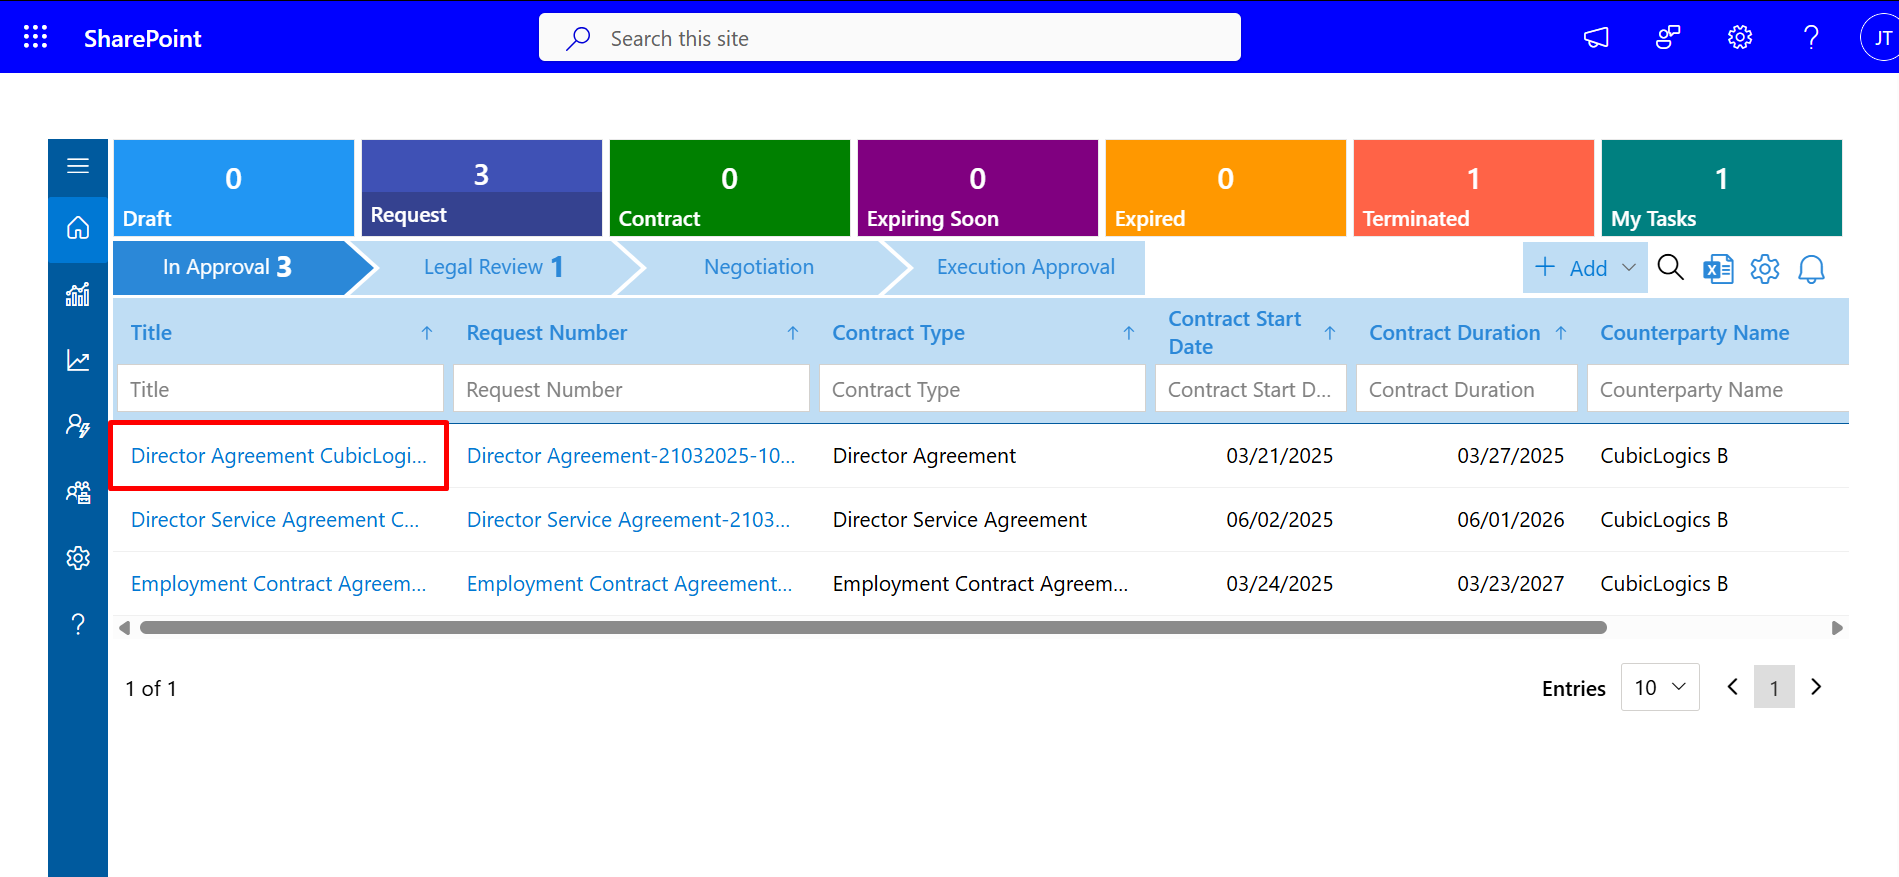 SharePoint
Search this site
JT
0
Draft
3
Request
0
Contract
0
Expiring Soon
0
Expired
1
Terminated
1
My Tasks
In Approval 3
Legal Review 1
Negotiation
Execution Approval
Add
Title
Request Number
Contract Type
Contract Start
Date
Contract Duration
Counterparty Name
Title
Request Number
Contract Type
Contract Start D...
Contract Duration
Counterparty Name
Director Agreement CubicLogi... Director Agreement-21032025-10... Director Agreement 03/21/2025 03/27/2025 CubicLogics B
Director Service Agreement C... Director Service Agreement-2103... Director Service Agreement 06/02/2025 06/01/2026 CubicLogics B
Employment Contract Agreem... Employment Contract Agreement... Employment Contract Agreem... 03/24/2025 03/23/2027 CubicLogics B
1 of 1
Entries 10 1